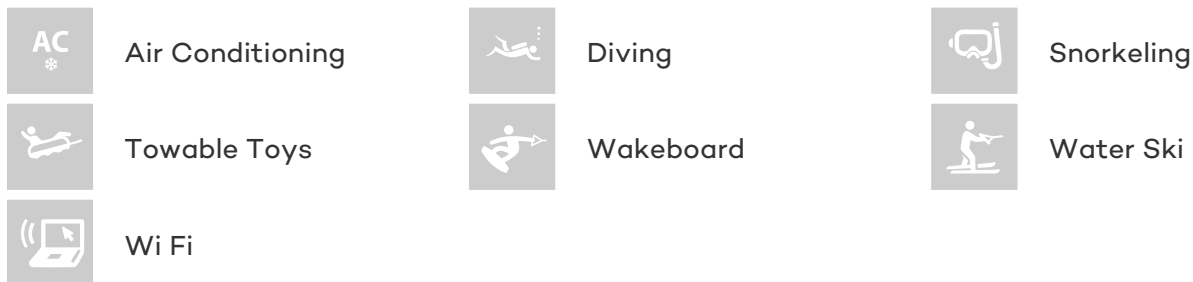 AC
Air Conditioning
Diving
Snorkeling
Towable Toys
Wakeboard
Water Ski
Wi Fi